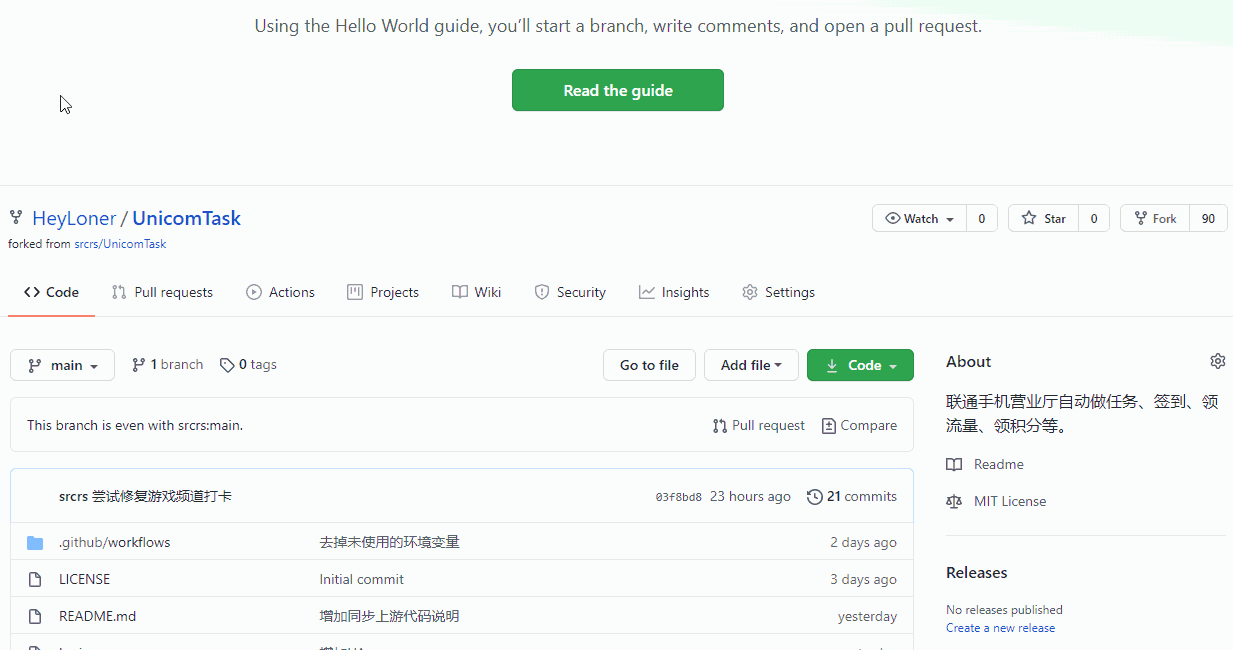 Using the Hello World guide, you’ll start a branch, write comments, and open a pull request.
Read the guide
HeyLoner / UnicomTask
forked from srcrs/UnicomTask
Watch 0 Star 0 Fork 90
Code Pull requests Actions Projects Wiki Security Insights Settings
main 1 branch 0 tags Go to file Add file Code
This branch is even with srcrs:main. Pull request Compare
srcrs 尝试修复游戏频道打卡 03f8bd8 23 hours ago 21 commits
.github/workflows 去掉未使用的环境变量 2 days ago
LICENSE Initial commit 3 days ago
README.md 增加同步上游代码说明 yesterday
About
联通手机营业厅自动做任务、签到、领
流量、领积分等。
Readme
MIT License
Releases
No releases published
Create a new release